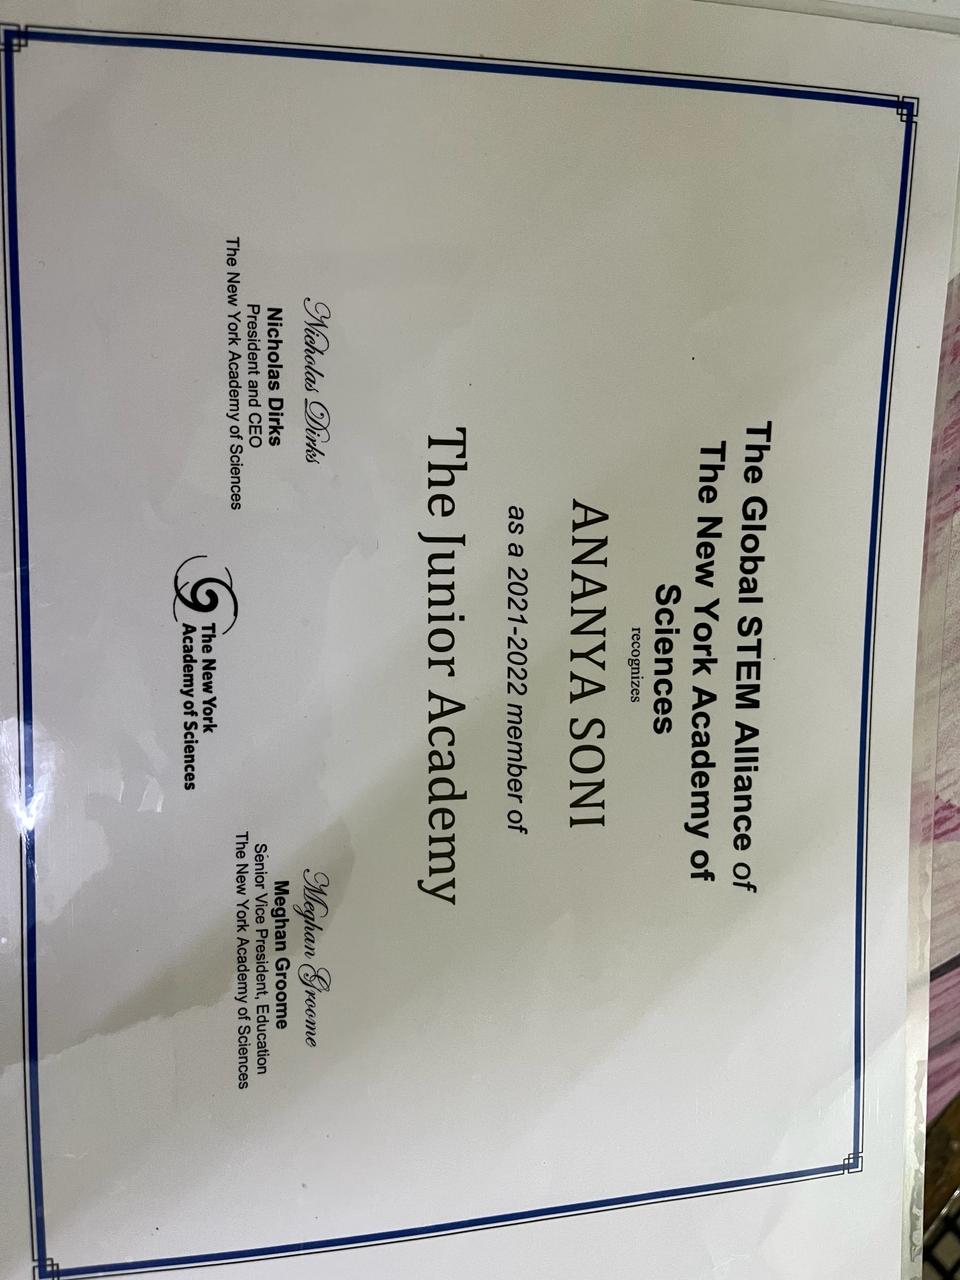 The Global STEM Alliance of
The New York Academy of
Sciences
recognizes
ANANYA SONI
as a 2021-2022 member of
The Junior Academy
Nicholas Dirks
Nicholas Dirks
President and CEO
The New York Academy of Sciences
The New York
Academy of Sciences
Meghan Groome
Meghan Groome
Senior Vice President, Education
The New York Academy of Sciences